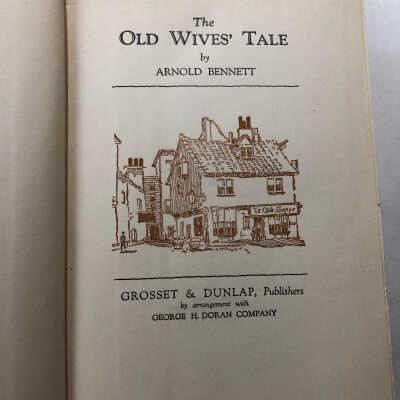 The
OLD WIVES' TALE
by
ARNOLD BENNETT
Ye Olde Shoppe
GROSSET & DUNLAP, Publishers
by arrangement with
GEORGE H. DORAN COMPANY